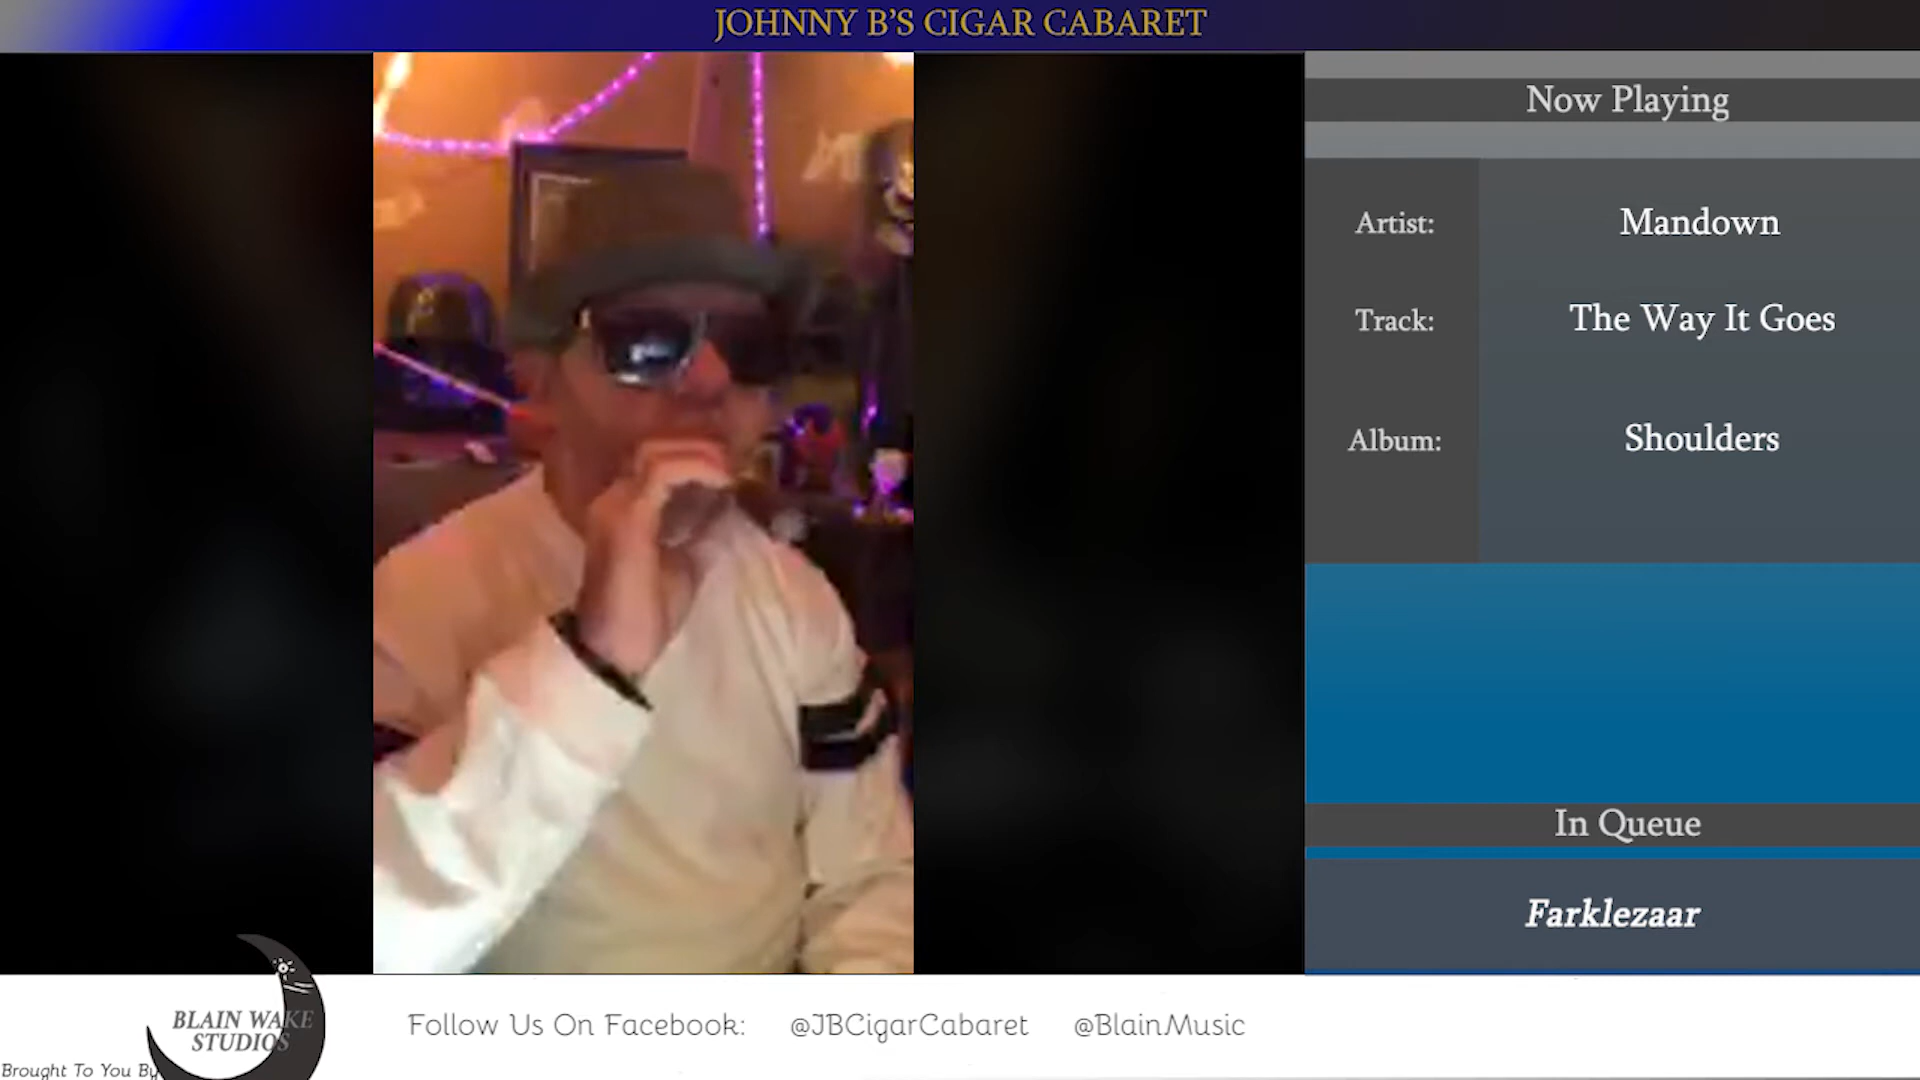 JOHNNY B'S CIGAR CABARET
Now Playing
Artist: Mandown
Track: The Way It Goes
Album: Shoulders
In Queue
Farklezaar
BLAIN WAKE
STUDIOS
Follow Us On Facebook: @JBCigarCabaret @BlainMusic
Brought To You By